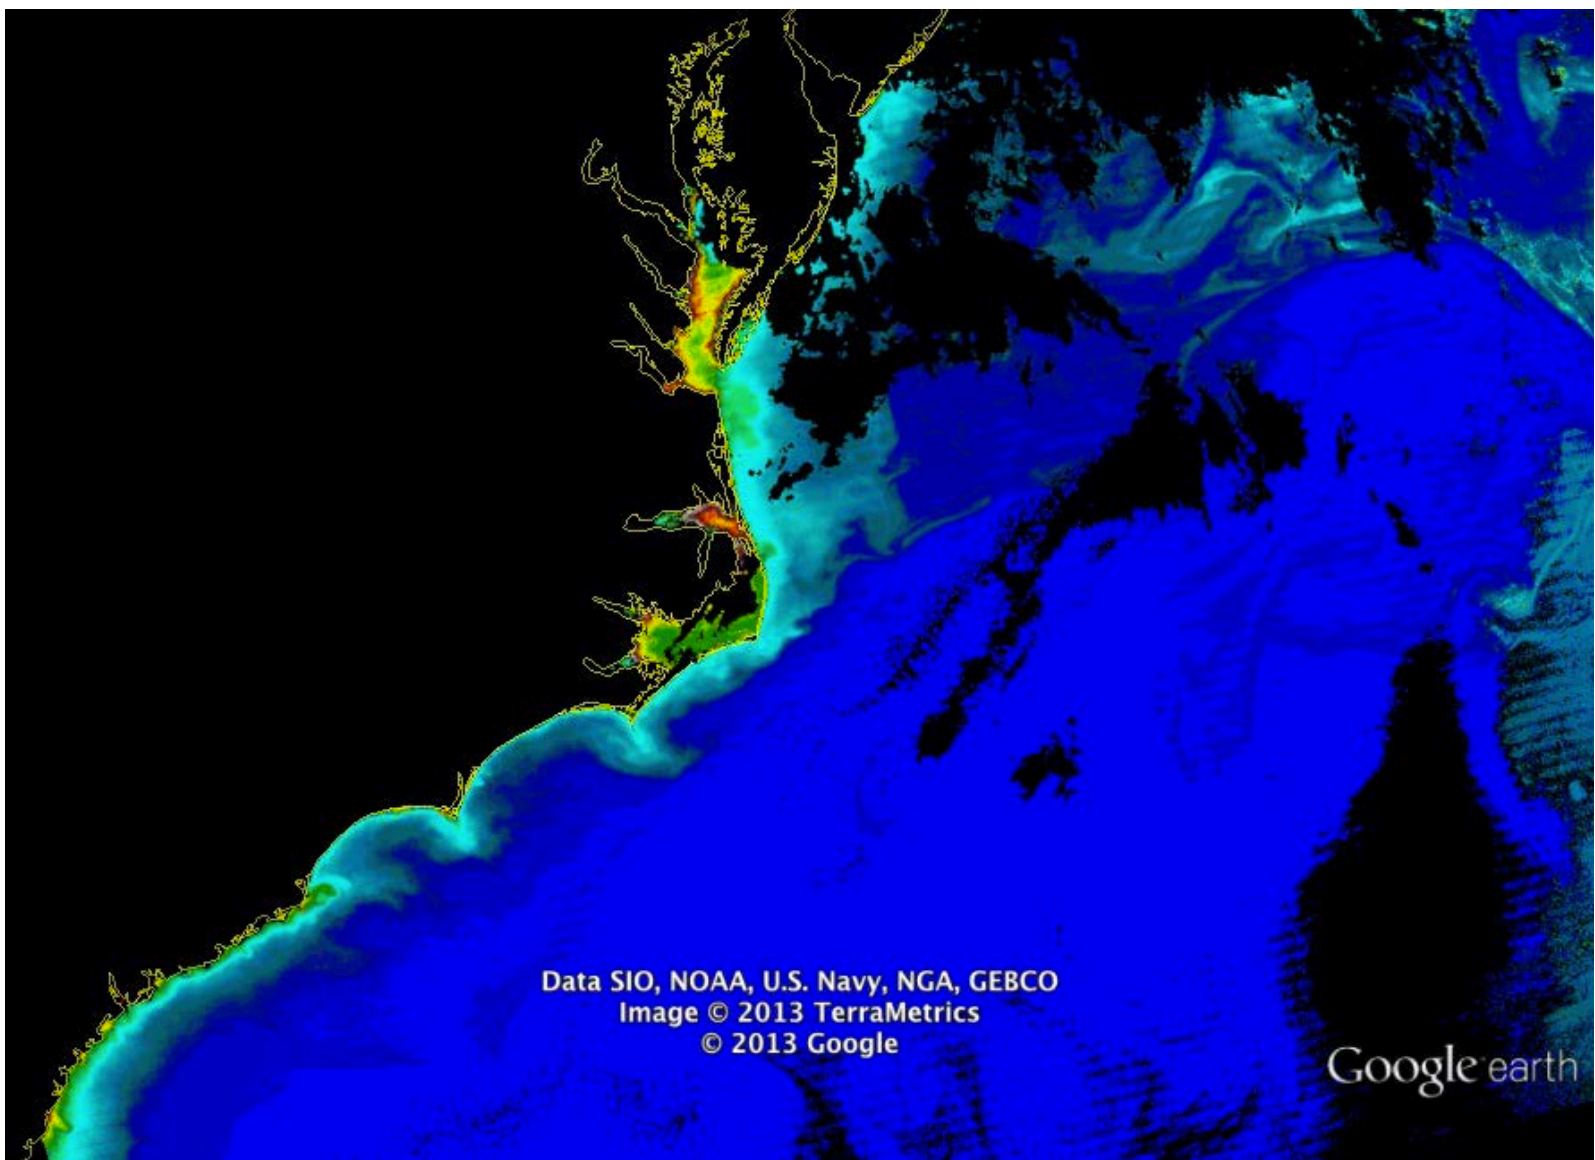 Data SIO, NOAA, U.S. Navy, NGA, GEBCO
Image © 2013 TerraMetrics
© 2013 Google
Google earth